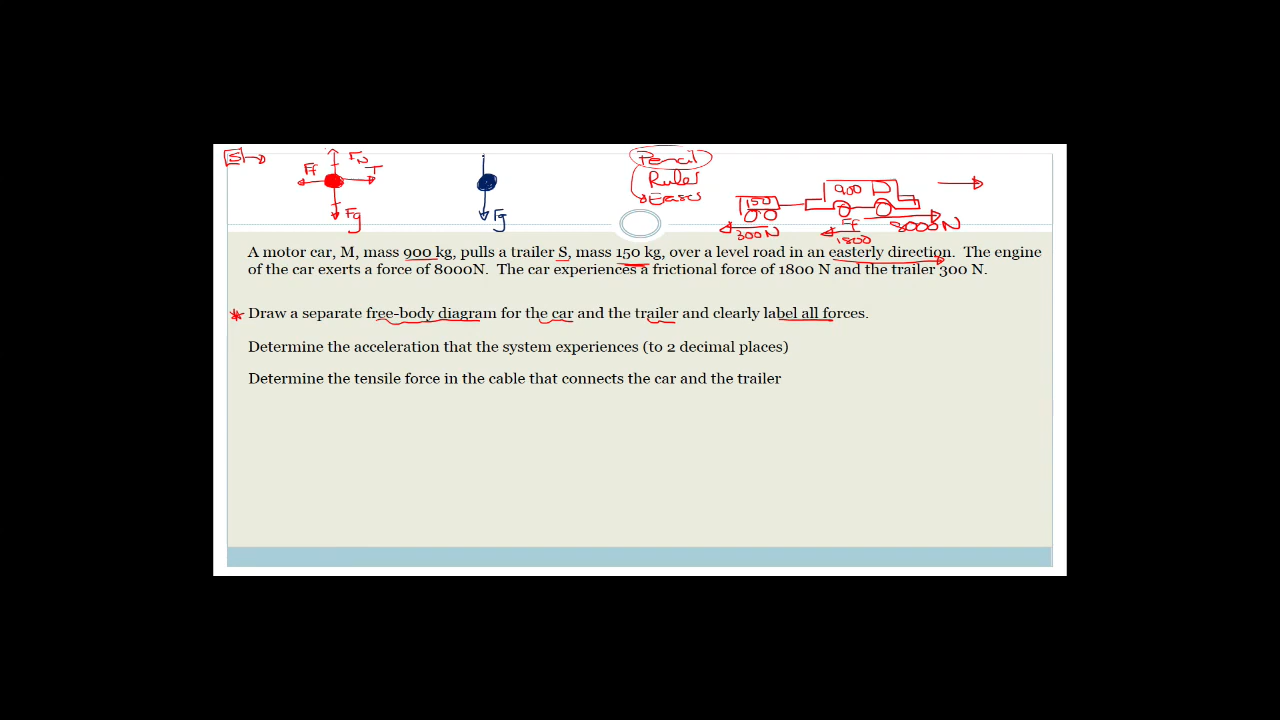 S
Ff
FN
T
Fg
Fg
Pencil
Ruler
Eraser
150
900
300 N
Ff
1800
8000N
A motor car, M, mass 900 kg, pulls a trailer S, mass 150 kg, over a level road in an easterly direction. The engine
of the car exerts a force of 8000N. The car experiences a frictional force of 1800 N and the trailer 300 N.
Draw a separate free-body diagram for the car and the trailer and clearly label all forces.
Determine the acceleration that the system experiences (to 2 decimal places)
Determine the tensile force in the cable that connects the car and the trailer